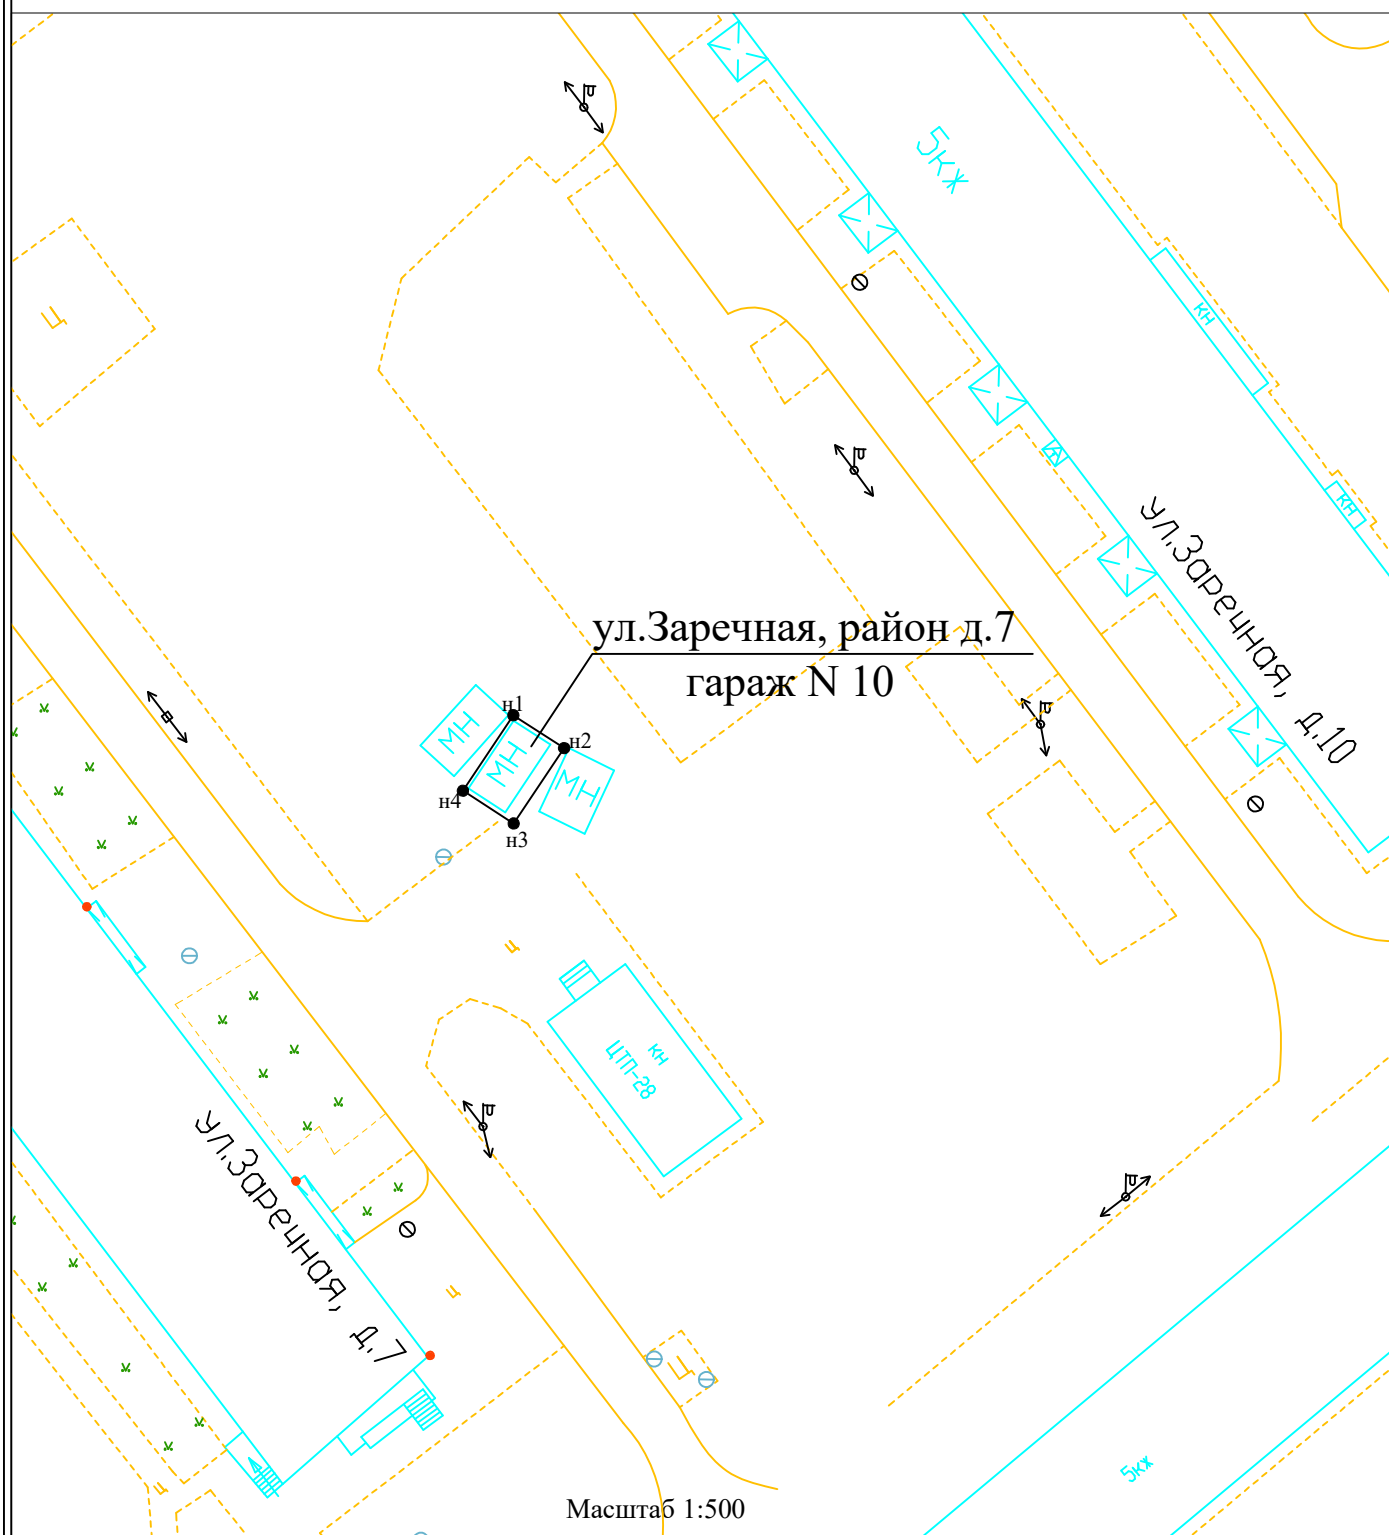 5кж
Ц
кн
кн
ул.Заречная, д.10
ул.Заречная, район д.7
гараж N 10
н1
н2
н3
н4
МН
МН
МН
ц
кн
ЦТП-28
ул.Заречная, д.7
ц
Ц
ц
5кж
Масштаб 1:500